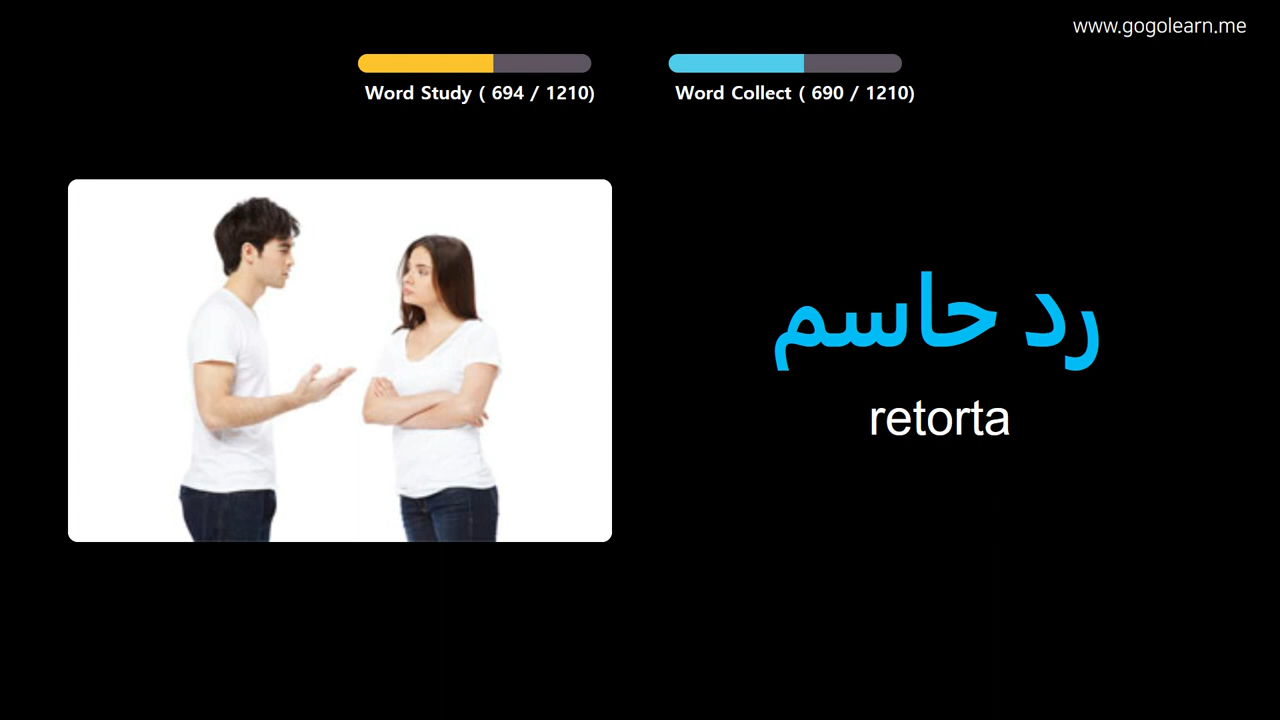 www.gogolearn.me
Word Study ( 694 / 1210)
Word Collect ( 690 / 1210)
رد حاسم
retorta